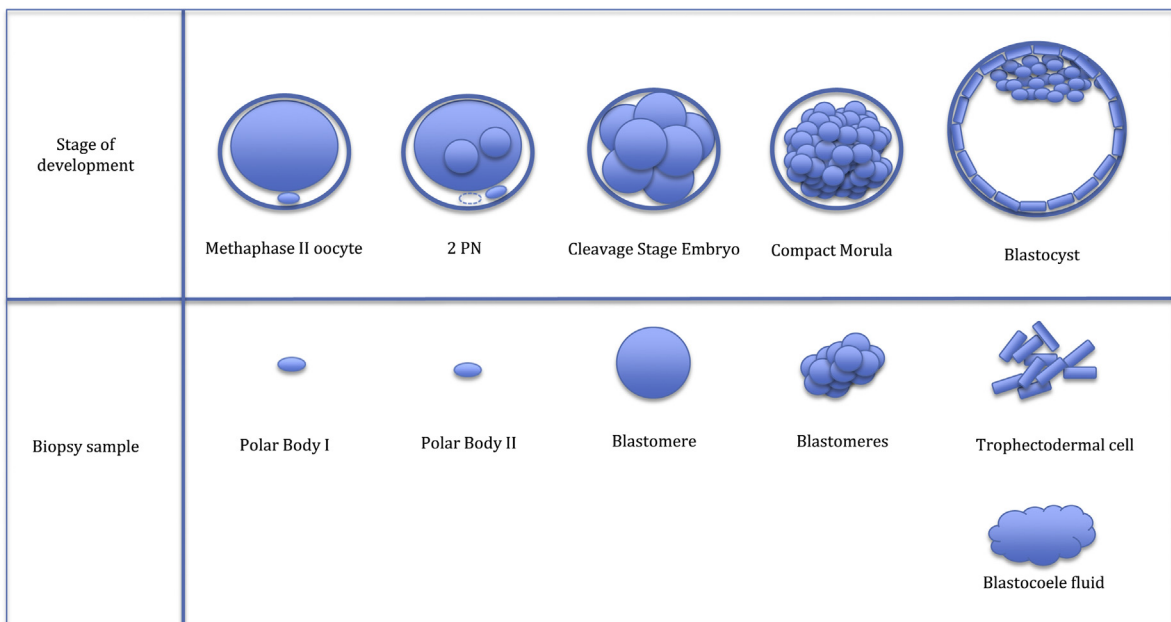 Stage of
development
Methaphase II oocyte
2 PN
Cleavage Stage Embryo
Compact Morula
Blastocyst
Biopsy sample
Polar Body I
Polar Body II
Blastomere
Blastomeres
Trophectodermal cell
Blastocoele fluid